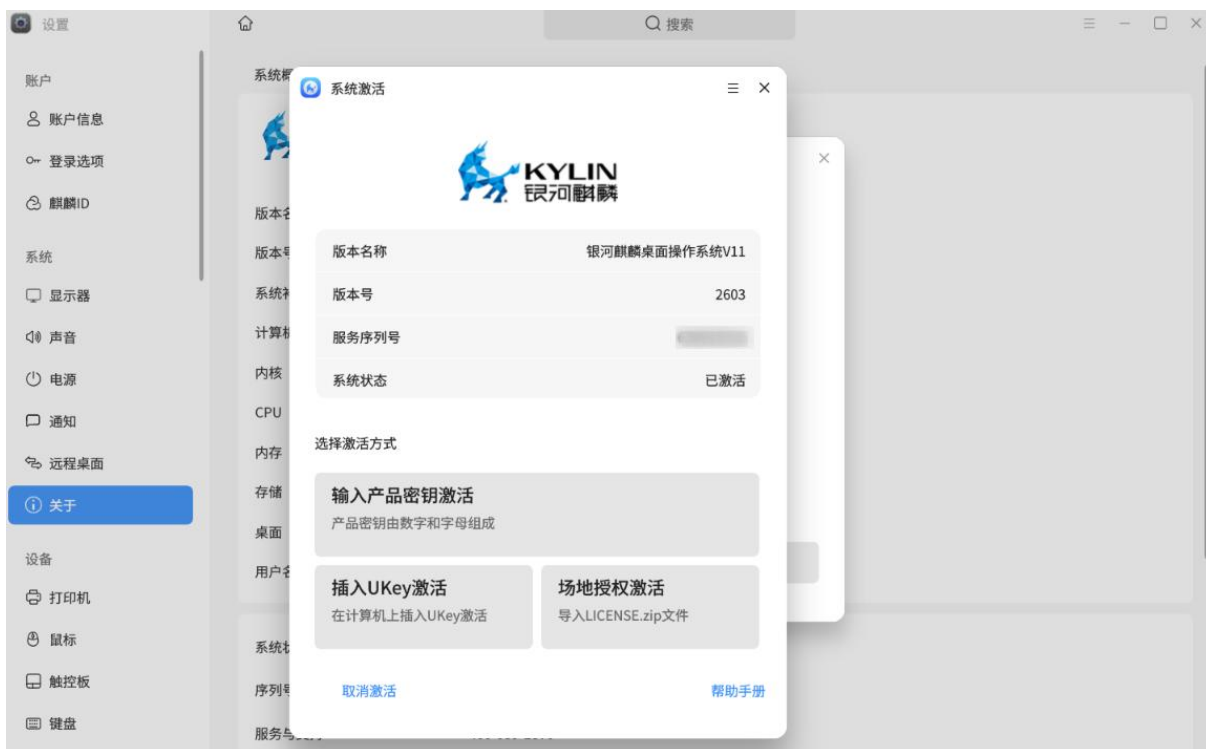 设置
搜索
账户
账户信息
登录选项
麒麟ID
系统
显示器
声音
电源
通知
远程桌面
关于
设备
打印机
鼠标
触控板
键盘
版本
版本
系统
内核
CPU
内存
存储
桌面
系统
序列
系统激活
KYLIN
银河麒麟
版本名称
银河麒麟桌面操作系统V11
版本号
2603
服务序列号
系统状态
已激活
选择激活方式
输入产品密钥激活
产品密钥由数字和字母组成
插入UKey激活
在计算机上插入UKey激活
场地授权激活
导入LICENSE.zip文件
取消激活
帮助手册